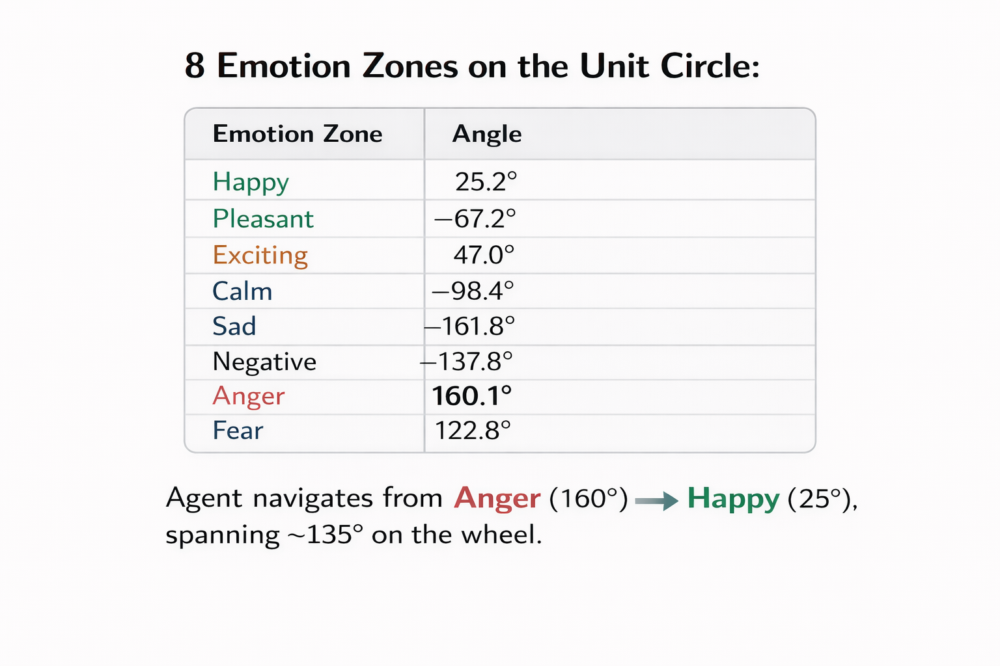 8 Emotion Zones on the Unit Circle:
Emotion Zone Angle
Happy 25.2°
Pleasant −67.2°
Exciting 47.0°
Calm −98.4°
Sad −161.8°
Negative −137.8°
Anger 160.1°
Fear 122.8°
Agent navigates from Anger (160°) → Happy (25°),
spanning ~135° on the wheel.